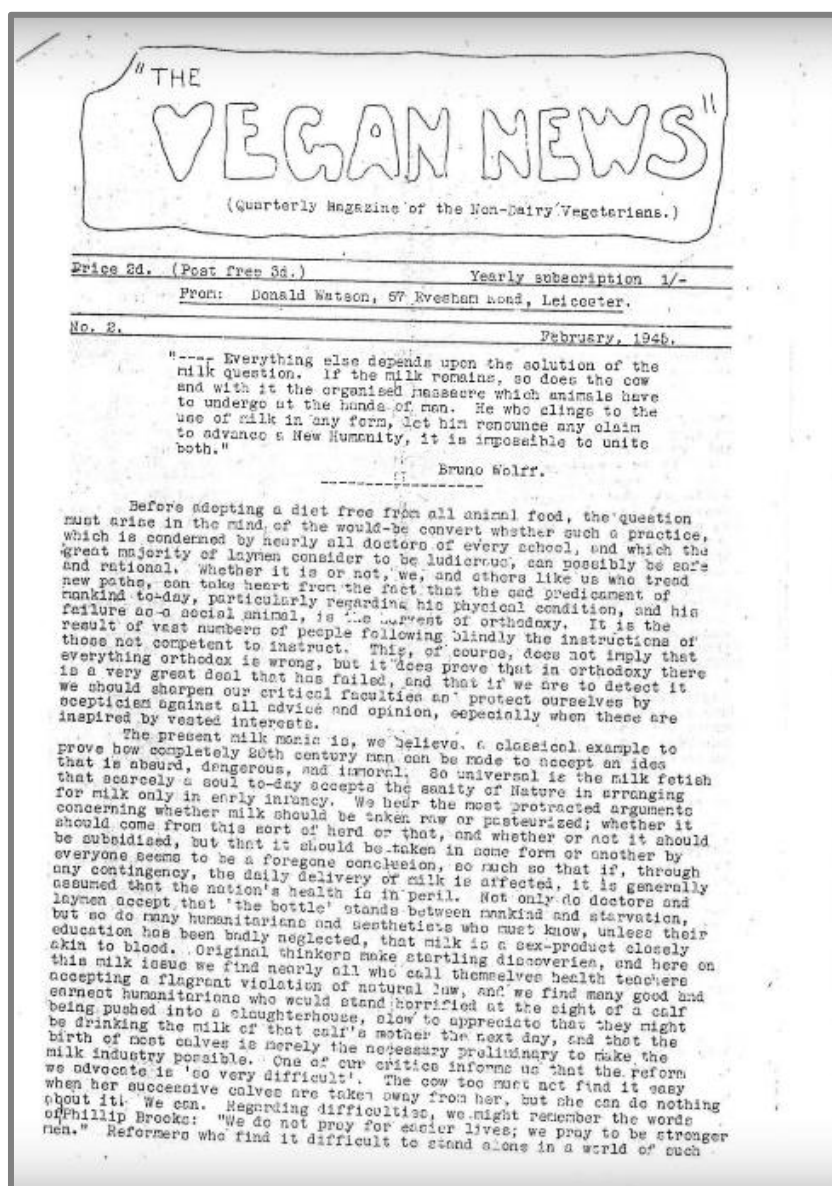 "THE
VEGAN NEWS"
(Quarterly Magazine of the Non-Dairy Vegetarians.)
Price 2d. (Post free 3d.) Yearly subscription 1/-
From: Donald Watson, 67 Evesham Road, Leicester.
No. 2. February, 1945.
"---- Everything else depends upon the solution of the
milk question. If the milk remains, so does the cow
and with it the organised massacre which animals have
to undergo at the hands of man. He who clings to the
use of milk in any form, let him renounce any claim
to advance a New Humanity, it is impossible to unite
both."
Bruno Wolff.
-----------------
Before adopting a diet free from all animal food, the question
must arise in the mind of the would-be convert whether such a practice,
which is condemned by nearly all doctors of every school, and which the
great majority of laymen consider to be ludicrous, can possibly be safe
and rational. Whether it is or not, we, and others like us who tread
new paths, can take heart from the fact that the sad predicament of
mankind to-day, particularly regarding his physical condition, and his
failure as a social animal, is the harvest of orthodoxy. It is the
result of vast numbers of people following blindly the instructions of
those not competent to instruct. This, of course, does not imply that
everything orthodox is wrong, but it does prove that in orthodoxy there
is a very great deal that has failed, and that if we are to detect it
we should sharpen our critical faculties and protect ourselves by
scepticism against all advice and opinion, especially when these are
inspired by vested interests.
The present milk mania is, we believe, a classical example to
prove how completely 20th century man can be made to accept an idea
that is absurd, dangerous, and immoral. So universal is the milk fetish
that scarcely a soul to-day accepts the sanity of Nature in arranging
for milk only in early infancy. We hear the most protracted arguments
concerning whether milk should be taken raw or pasteurized; whether it
should come from this sort of herd or that, and whether or not it should
be subsidised, but that it should be taken in some form or another by
everyone seems to be a foregone conclusion, so much so that if, through
any contingency, the daily delivery of milk is affected, it is generally
assumed that the nation's health is in peril. Not only do doctors and
laymen accept that 'the bottle' stands between mankind and starvation,
but so do many humanitarians and aesthetists who must know, unless their
education has been badly neglected, that milk is a sex-product closely
akin to blood. Original thinkers make startling discoveries, and here on
this milk issue we find nearly all who call themselves health teachers
accepting a flagrant violation of natural law, and we find many good and
earnest humanitarians who would stand horrified at the sight of a calf
being pushed into a slaughterhouse, slow to appreciate that they might
be drinking the milk of that calf's mother the next day, and that the
birth of most calves is merely the necessary preliminary to make the
milk industry possible. One of our critics informs us that the reform
we advocate is 'so very difficult'. The cow too must not find it easy
when her successive calves are taken away from her, but she can do nothing
about it! We can. Regarding difficulties, we might remember the words
of Phillip Brooks: "We do not pray for easier lives; we pray to be stronger
men." Reformers who find it difficult to stand alone in a world of such